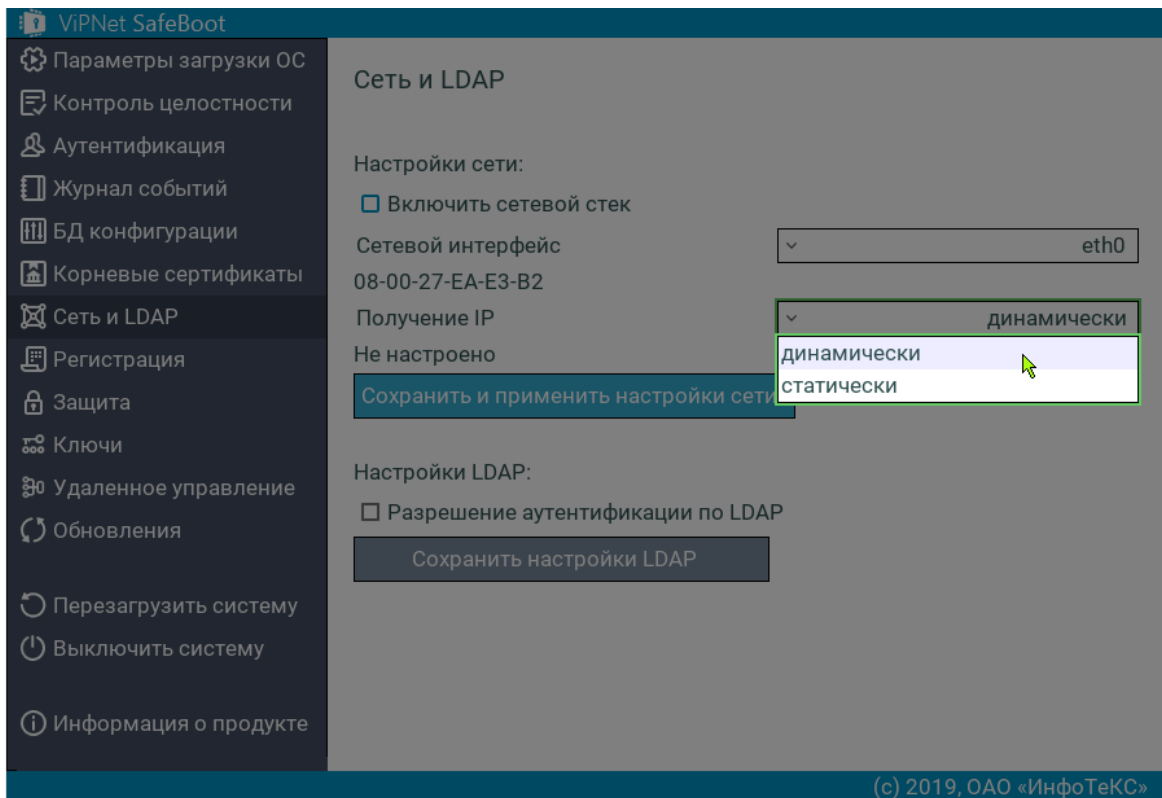 ViPNet SafeBoot
Параметры загрузки ОС
Контроль целостности
Аутентификация
Журнал событий
БД конфигурации
Корневые сертификаты
Сеть и LDAP
Регистрация
Защита
Ключи
Удаленное управление
Обновления
Перезагрузить систему
Выключить систему
Информация о продукте
Сеть и LDAP
Настройки сети:
Включить сетевой стек
Сетевой интерфейс eth0
08-00-27-EA-E3-B2
Получение IP динамически
Не настроено
динамически
статически
Сохранить и применить настройки сети
Настройки LDAP:
Разрешение аутентификации по LDAP
Сохранить настройки LDAP
(c) 2019, ОАО «ИнфоТеКС»